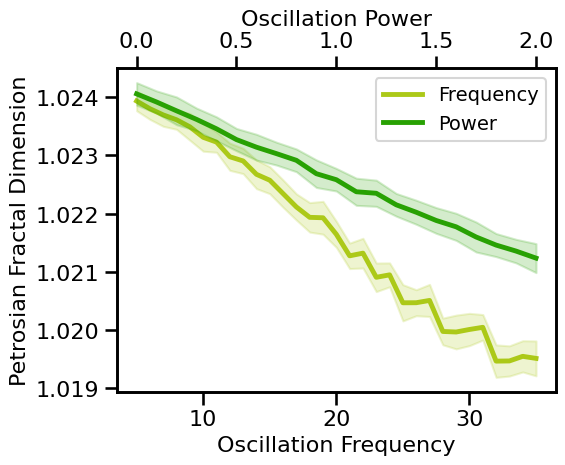 Oscillation Power
0.0 0.5 1.0 1.5 2.0
Frequency
Power
Petrosian Fractal Dimension
1.024
1.023
1.022
1.021
1.020
1.019
10 20 30
Oscillation Frequency